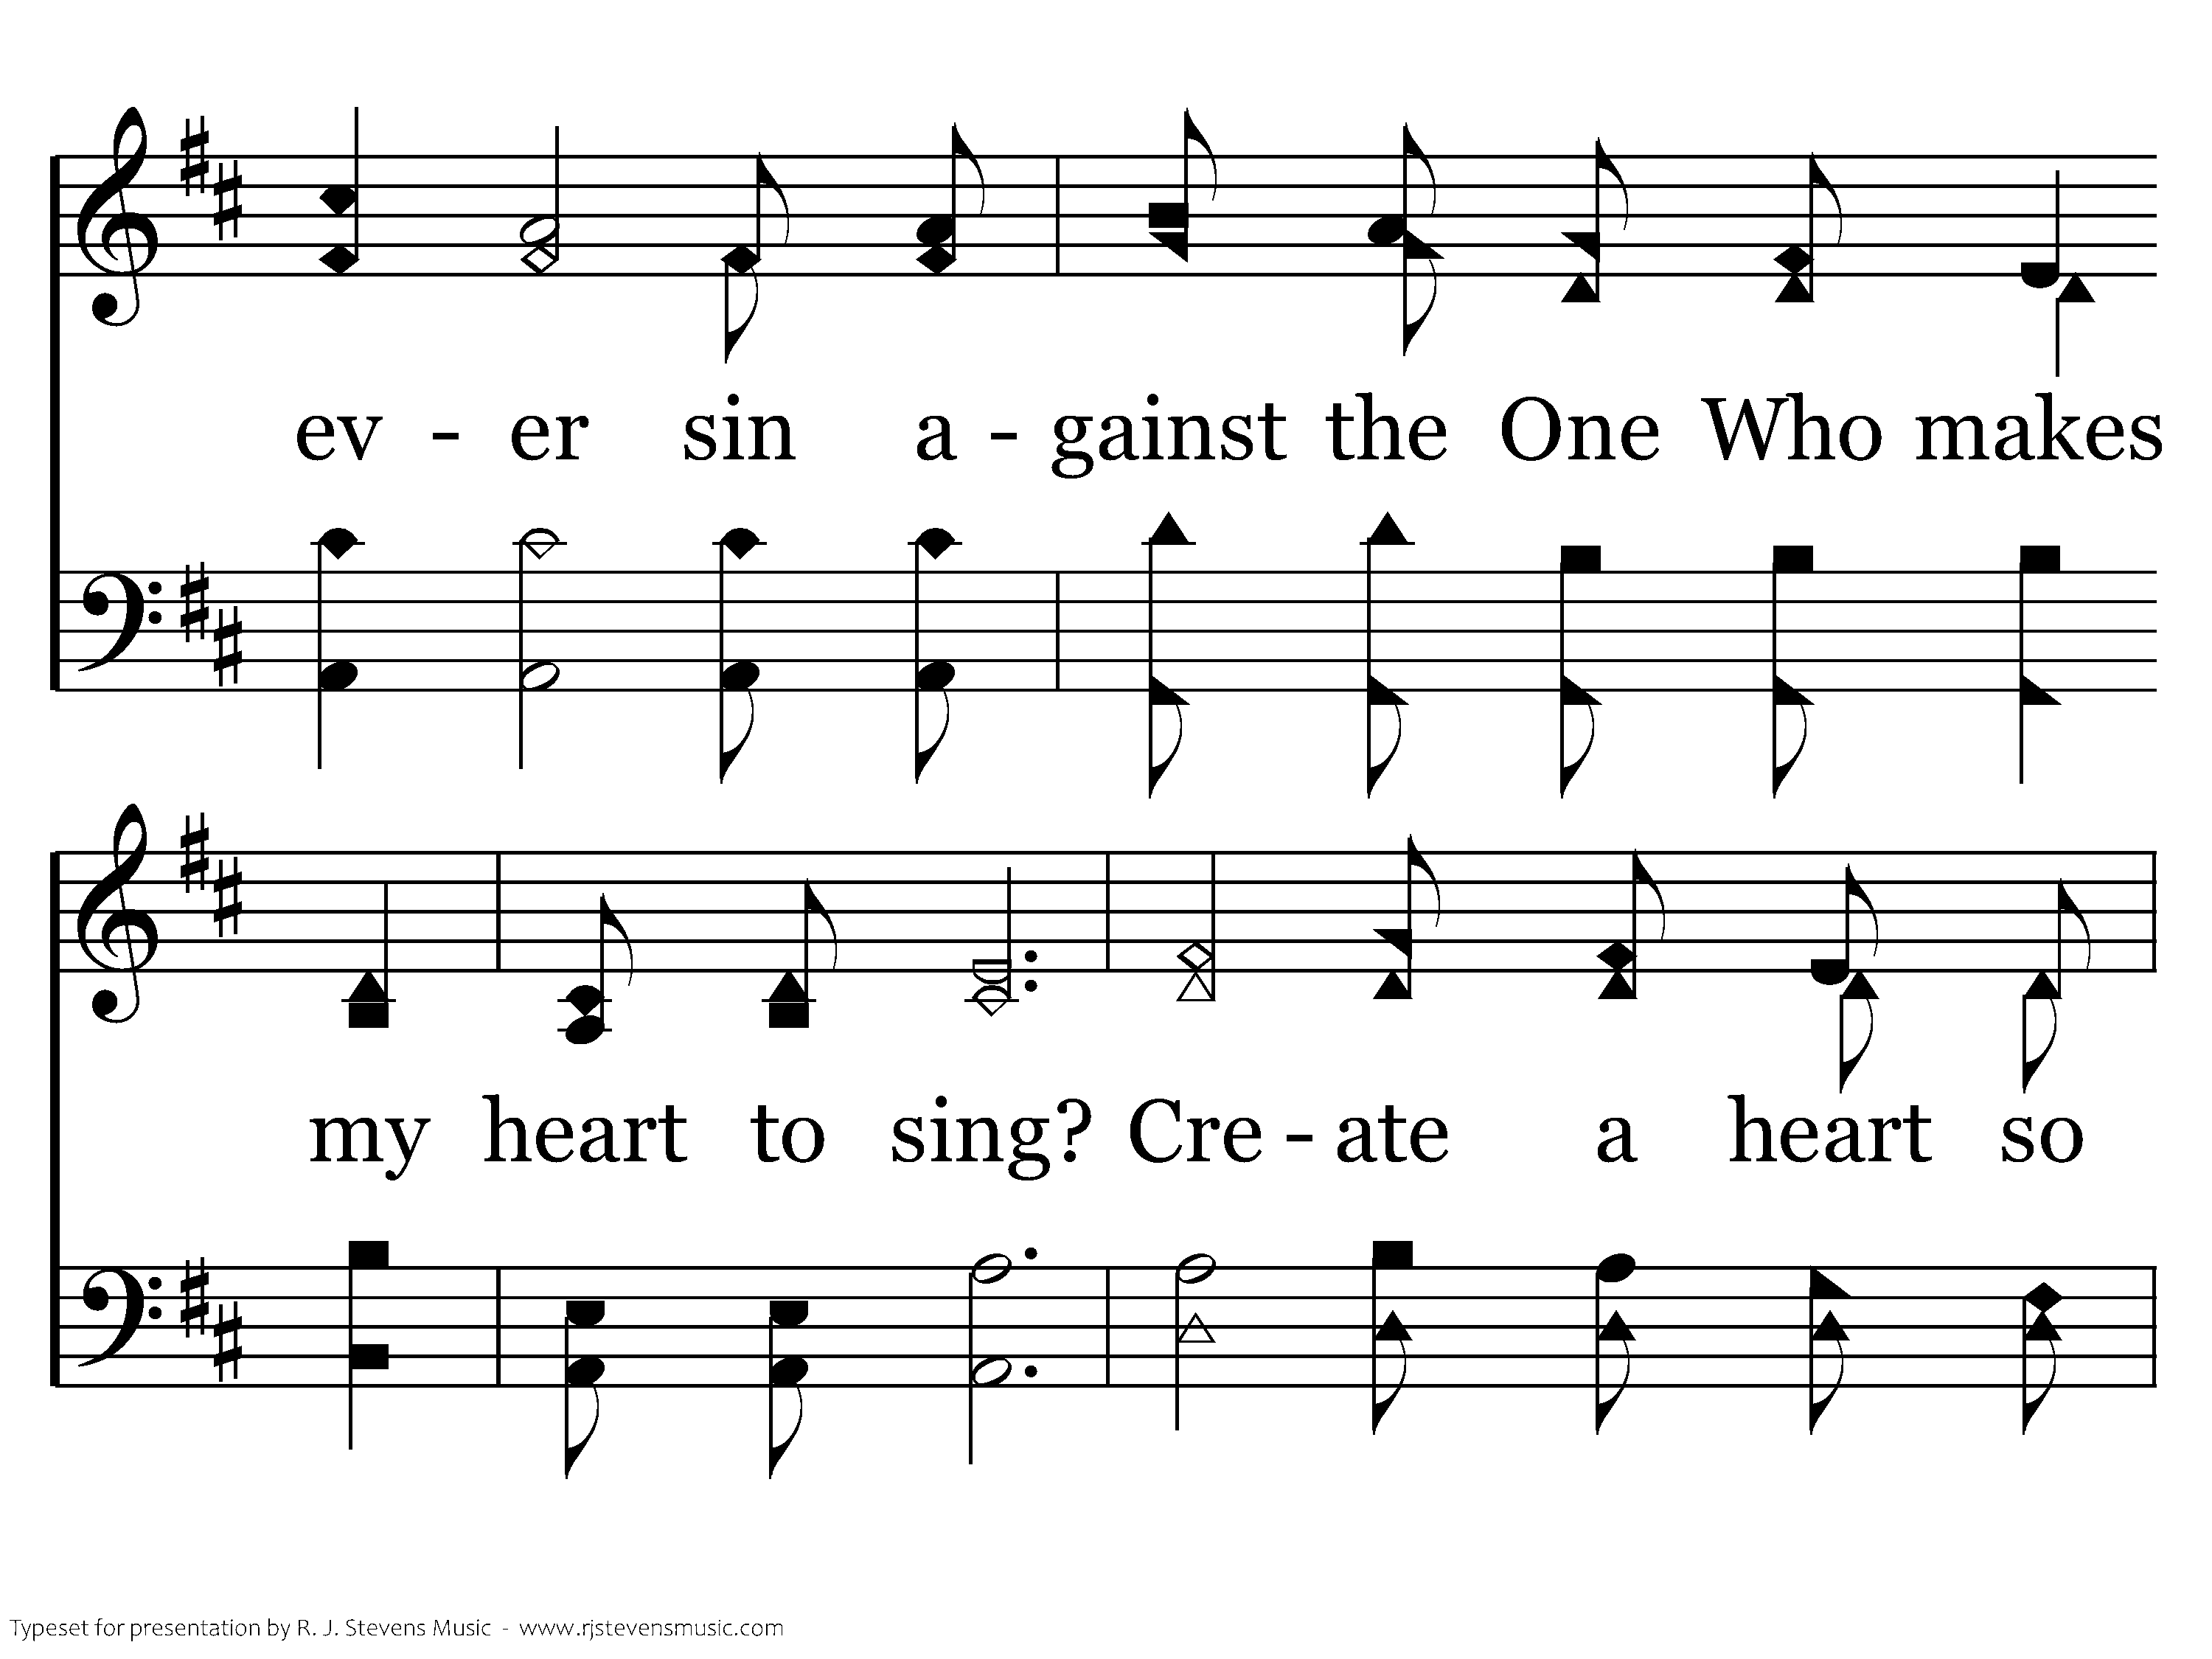 ev - er sin a - gainst the One Who makes
my heart to sing? Cre - ate a heart so
Typeset for presentation by R. J. Stevens Music - www.rjstevensmusic.com